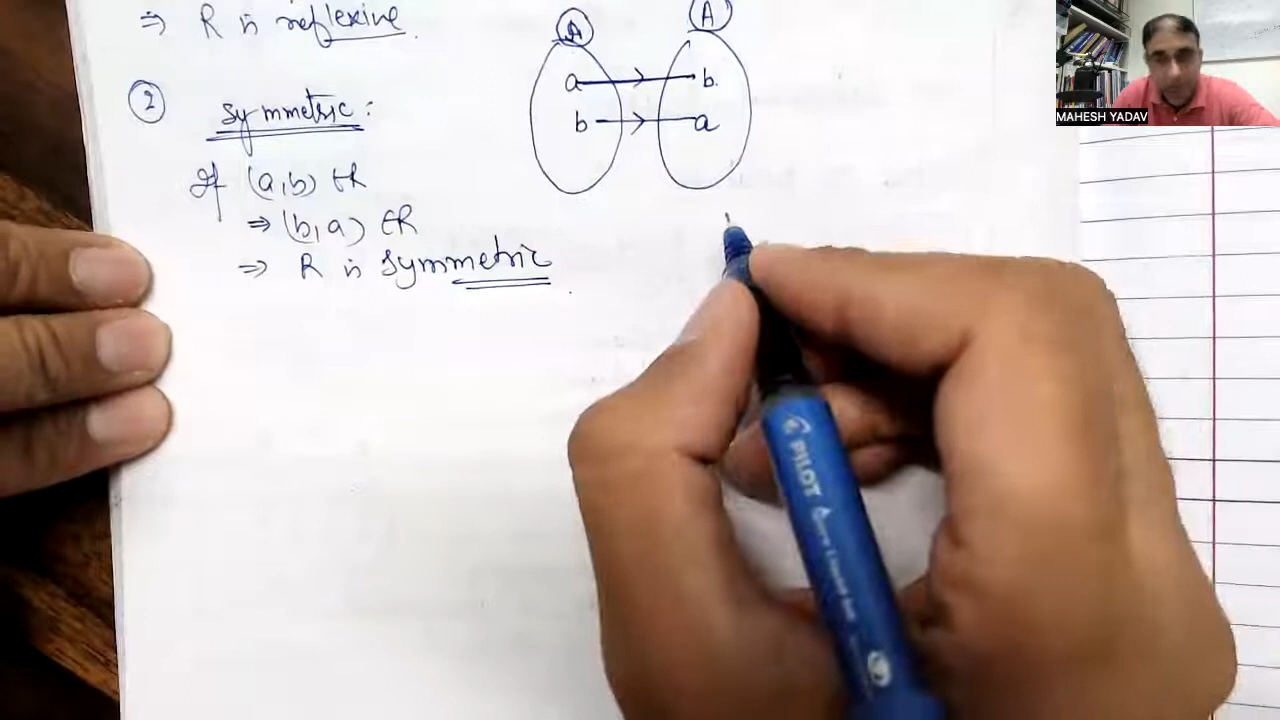 ⇒ R is reflexive.
A A
② symmetric:
a b.
b a
If (a,b) ∈R
⇒ (b,a) ∈R
⇒ R is symmetric.
MAHESH YADAV
PILOT